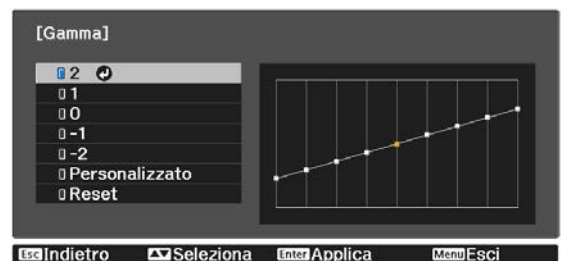 [Gamma]
2
1
0
-1
-2
Personalizzato
Reset
Esc Indietro Seleziona Enter Applica Menu Esci